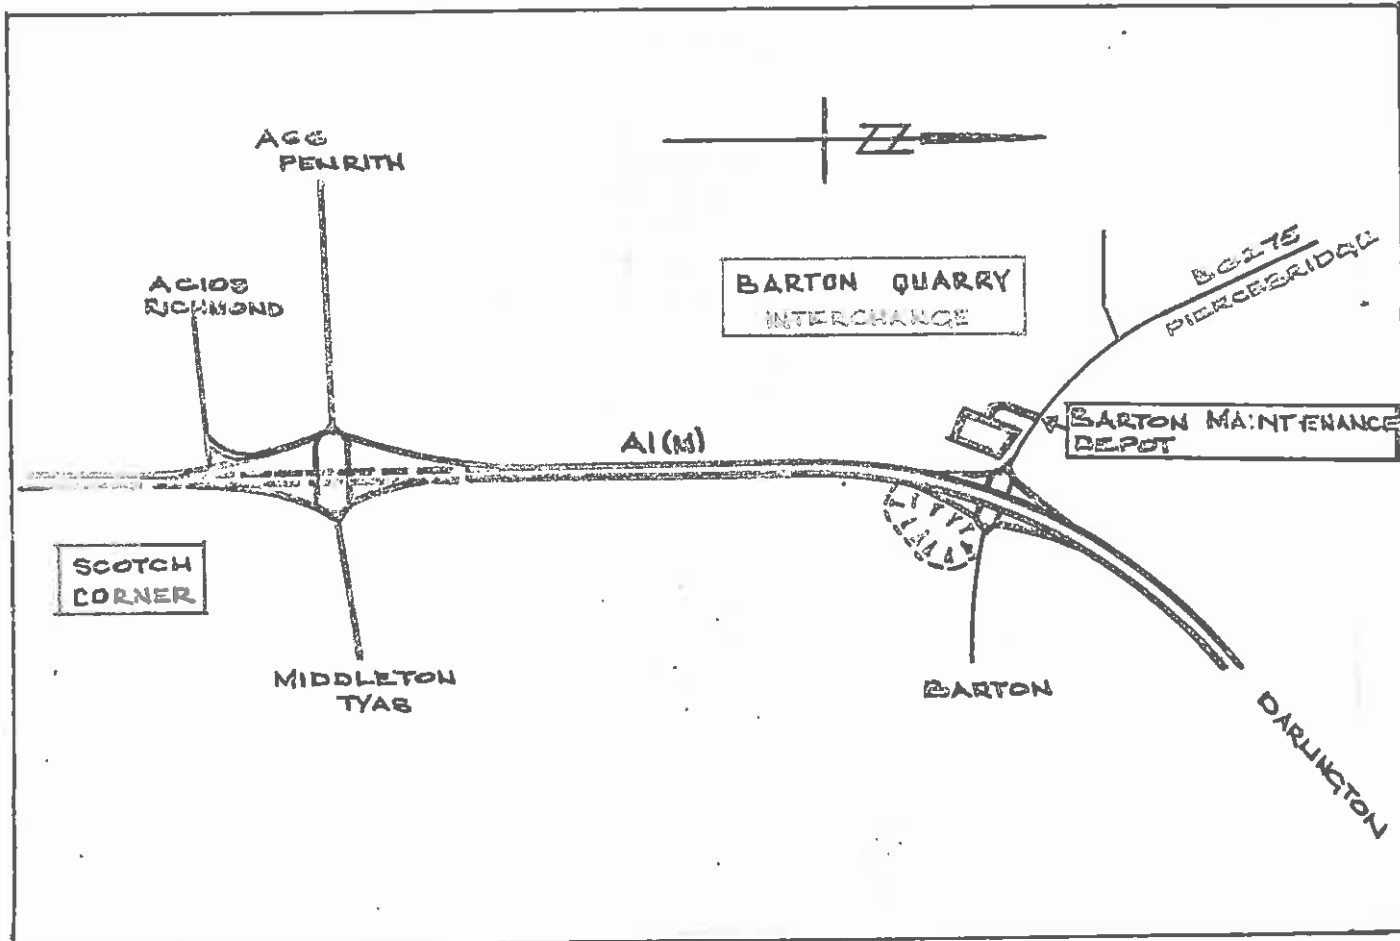 A66
PENRITH
A6108
RICHMOND
BARTON QUARRY
INTERCHANGE
B6275
PIERCEBRIDGE
BARTON MAINTENANCE
DEPOT
A1(M)
SCOTCH
CORNER
MIDDLETON
TYAS
BARTON
DARLINGTON
N